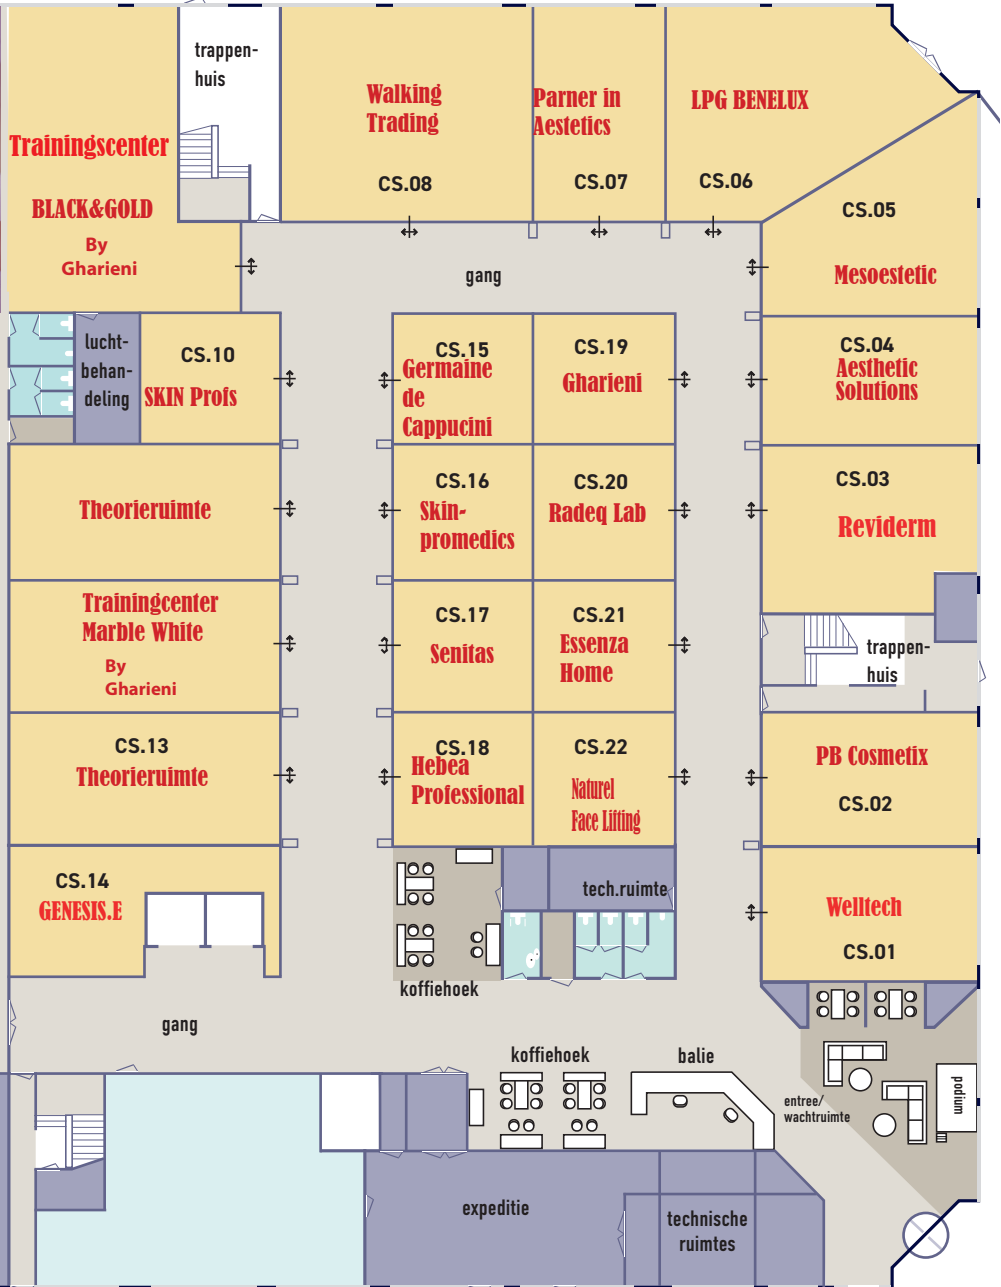 trappen-
huis
Walking
Trading
CS.08
Parner in
Aestetics
CS.07
LPG BENELUX
CS.06
Trainingscenter
BLACK&GOLD
By
Gharieni
CS.05
Mesoestetic
gang
lucht-
behan-
deling
CS.10
SKIN Profs
CS.15
Germaine
de
Cappucini
CS.19
Gharieni
CS.04
Aesthetic
Solutions
Theorieruimte
CS.16
Skin-
promedics
CS.20
Radeq Lab
CS.03
Reviderm
Trainingcenter
Marble White
By
Gharieni
CS.17
Senitas
CS.21
Essenza
Home
trappen-
huis
CS.13
Theorieruimte
CS.18
Hebea
Professional
CS.22
Naturel
Face Lifting
PB Cosmetix
CS.02
CS.14
GENESIS.E
tech.ruimte
Welltech
CS.01
koffiehoek
gang
koffiehoek
balie
entree/
wachtruimte
podium
expeditie
technische
ruimtes